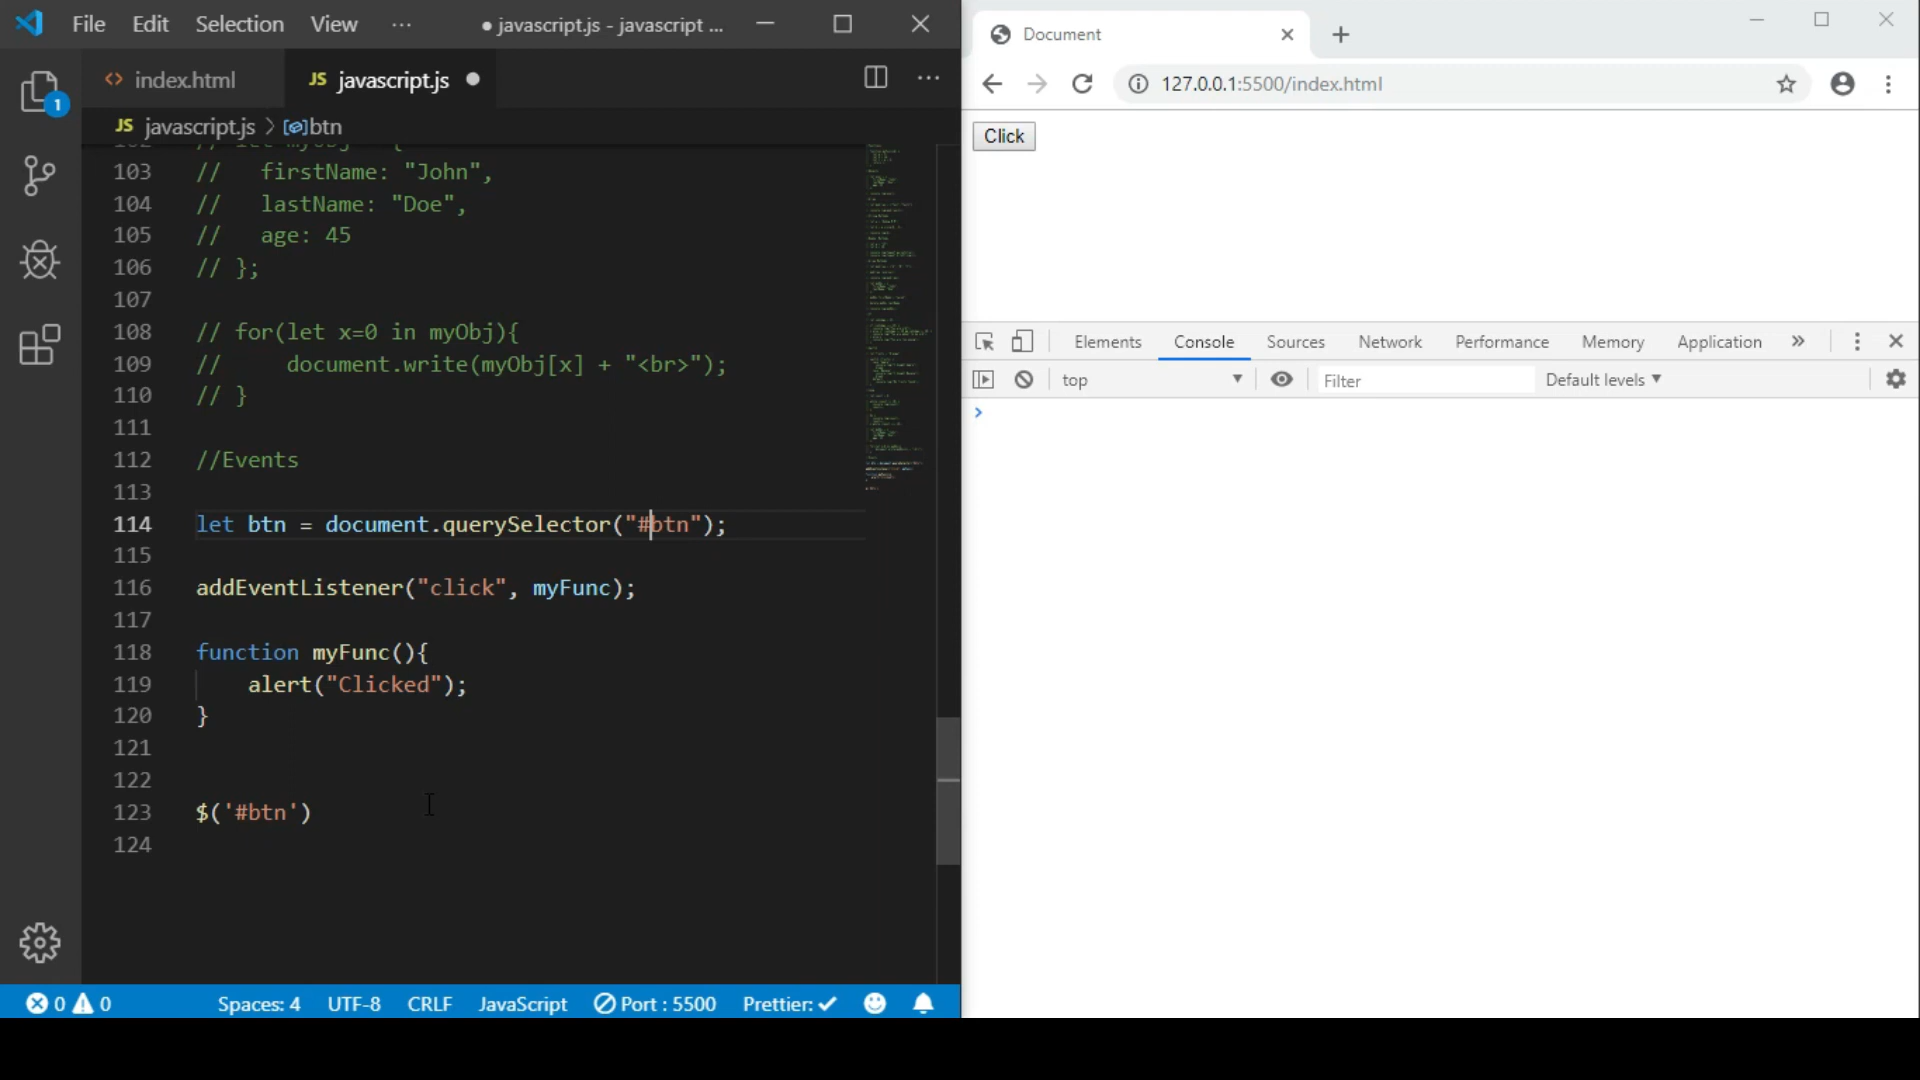 File Edit Selection View ··· ● javascript.js - javascript ...
index.html JS javascript.js ●
JS javascript.js > btn
103 //   firstName: "John",
104 //   lastName: "Doe",
105 //   age: 45
106 // };
107
108 // for(let x=0 in myObj){
109 //     document.write(myObj[x] + "<br>");
110 // }
111
112 //Events
113
114 let btn = document.querySelector("#btn");
115
116 addEventListener("click", myFunc);
117
118 function myFunc(){
119     alert("Clicked");
120 }
121
122
123 $('#btn')
124
1
0 0 Spaces: 4 UTF-8 CRLF JavaScript Port : 5500 Prettier: ✓
Document
127.0.0.1:5500/index.html
Click
Elements Console Sources Network Performance Memory Application »
top Filter Default levels ▼
>